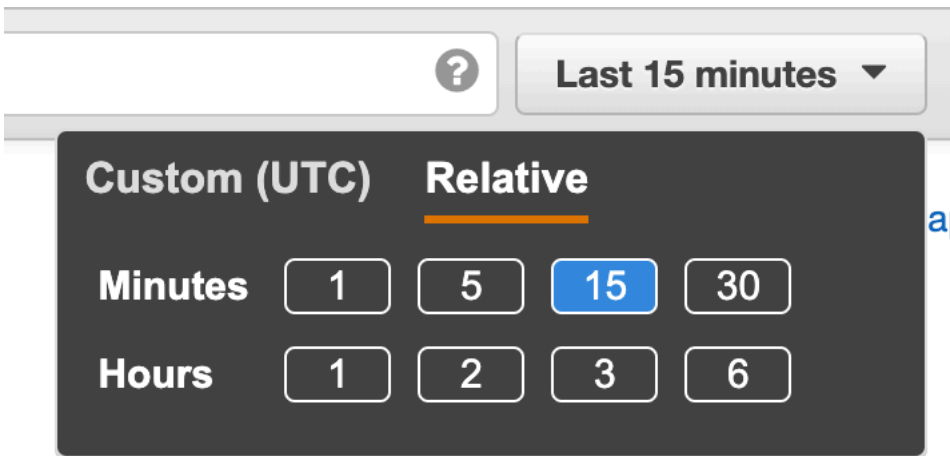 ?
Last 15 minutes
Custom (UTC) Relative
Minutes 1 5 15 30
Hours 1 2 3 6